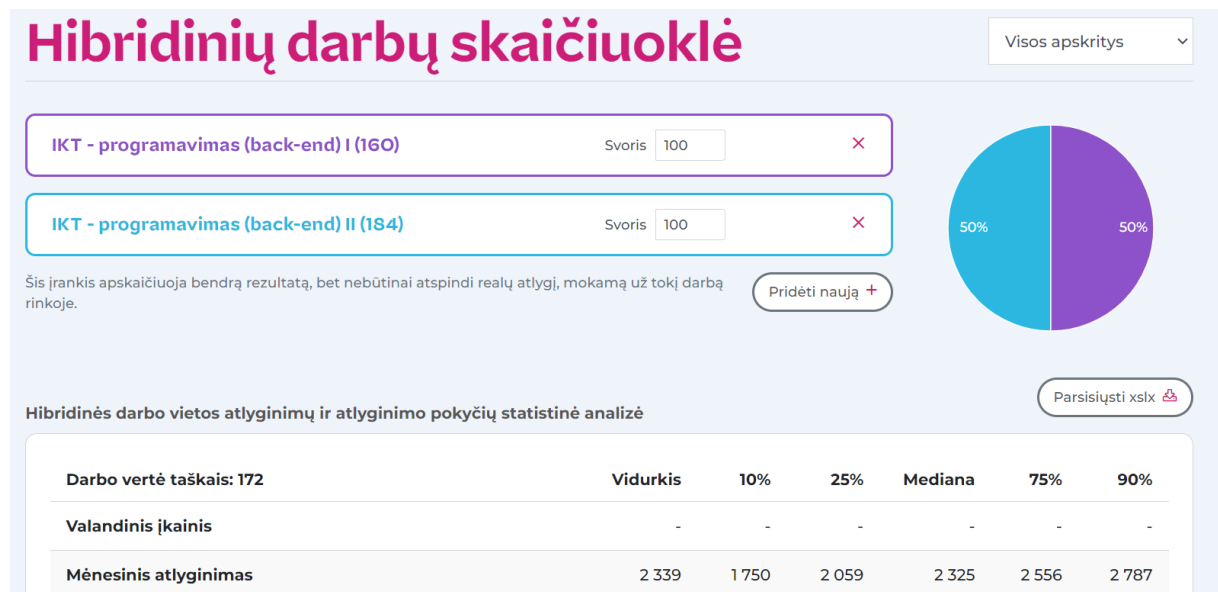 Hibridinių darbų skaičiuoklė
Visos apskritys
IKT - programavimas (back-end) I (160)
Svoris 100
IKT - programavimas (back-end) II (184)
Svoris 100
50%
50%
Šis įrankis apskaičiuoja bendrą rezultatą, bet nebūtinai atspindi realų atlygį, mokamą už tokį darbą
rinkoje.
Pridėti naują +
Parsisiųsti xslx
Hibridinės darbo vietos atlyginimų ir atlyginimo pokyčių statistinė analizė
Darbo vertė taškais: 172 Vidurkis 10% 25% Mediana 75% 90%
Valandinis įkainis - - - - - -
Mėnesinis atlyginimas 2 339 1 750 2 059 2 325 2 556 2 787